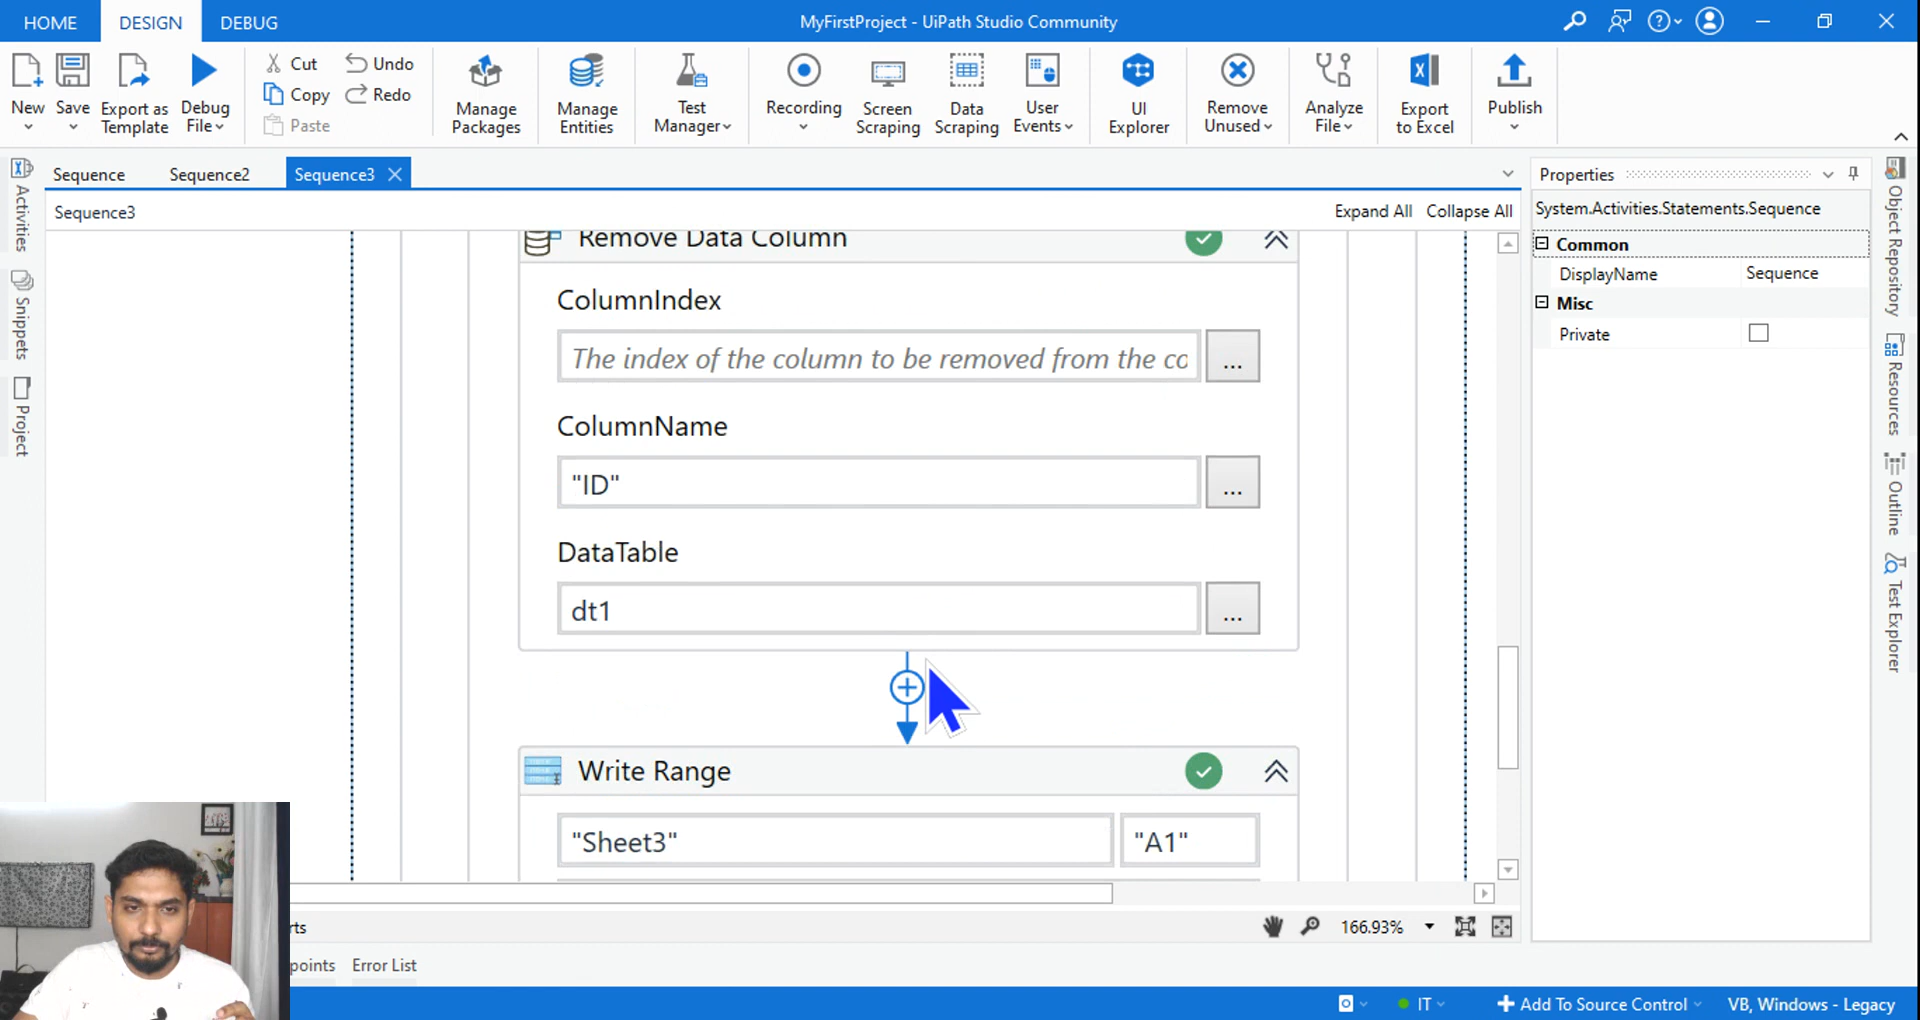 HOME DESIGN DEBUG
MyFirstProject - UiPath Studio Community
New
Save
Export as
Template
Debug
File
Cut
Copy
Paste
Undo
Redo
Manage
Packages
Manage
Entities
Test
Manager
Recording
Screen
Scraping
Data
Scraping
User
Events
UI
Explorer
Remove
Unused
Analyze
File
Export
to Excel
Publish
Activities
Snippets
Project
Sequence Sequence2 Sequence3
Sequence3
Expand All Collapse All
Remove Data Column
ColumnIndex
The index of the column to be removed from the co
...
ColumnName
"ID"
...
DataTable
dt1
...
Write Range
"Sheet3"
"A1"
166.93%
rts
points
Error List
Properties
System.Activities.Statements.Sequence
Common
DisplayName Sequence
Misc
Private
Object Repository
Resources
Outline
Test Explorer
IT
Add To Source Control
VB, Windows - Legacy